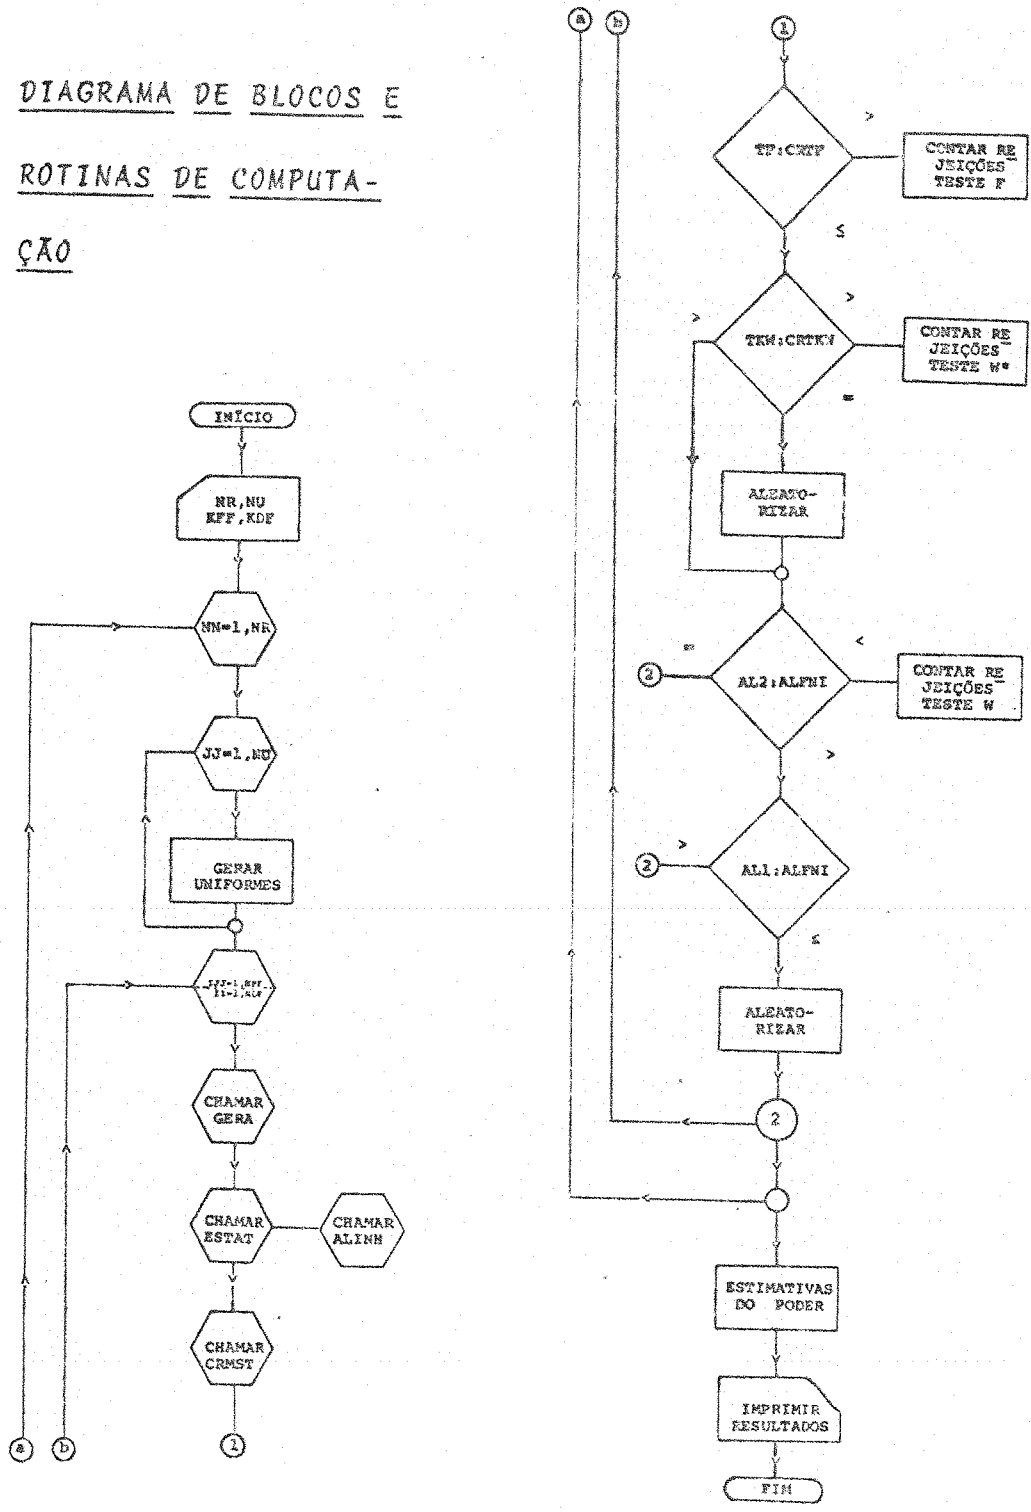 DIAGRAMA DE BLOCOS E
ROTINAS DE COMPUTA-
ÇÃO
INÍCIO
NR,NU
KFF,KDF
NN=1,NR
JJ=1,NU
GERAR
UNIFORMES
CHAMAR
GERA
CHAMAR
ESTAT
CHAMAR
ALINH
CHAMAR
CRMST
a
b
1
a
b
1
TF:CRTF
>
CONTAR RE
JEIÇÕES
TESTE F
≤
>
TKW:CRTKW
>
CONTAR RE
JEIÇÕES
TESTE W*
=
ALEATO-
RIZAR
=
2
AL2:ALFNI
<
CONTAR RE
JEIÇÕES
TESTE W
>
>
2
AL1:ALFNI
≤
ALEATO-
RIZAR
2
ESTIMATIVAS
DO PODER
IMPRIMIR
RESULTADOS
FIM